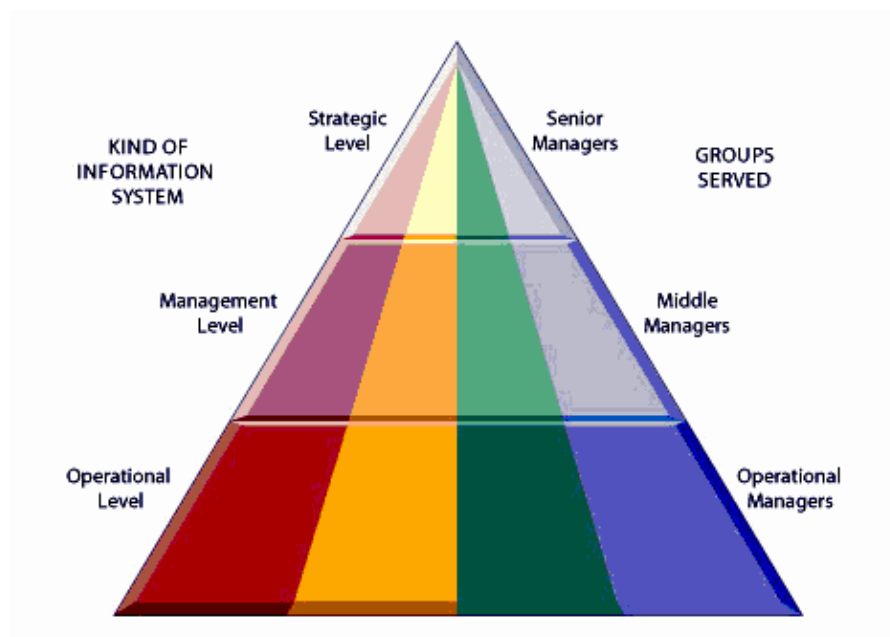 Strategic
Level
Senior
Managers
KIND OF
INFORMATION
SYSTEM
GROUPS
SERVED
Management
Level
Middle
Managers
Operational
Level
Operational
Managers